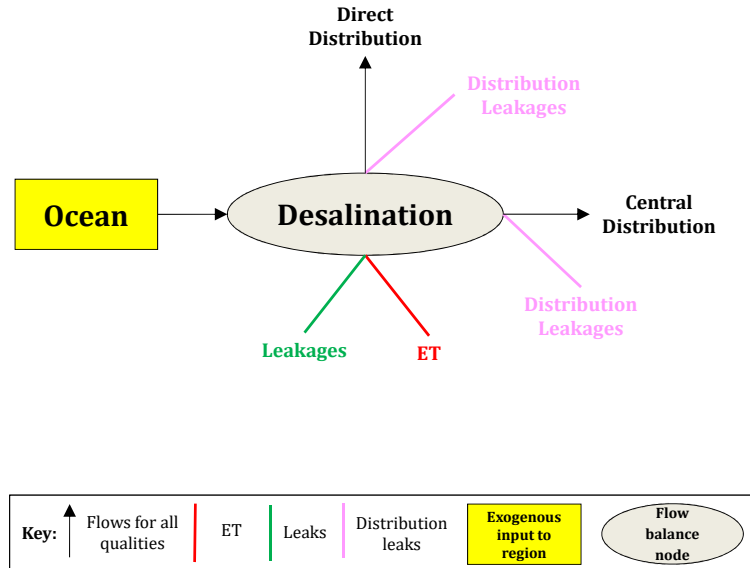 Direct
Distribution
Distribution
Leakages
Ocean
Desalination
Central
Distribution
Distribution
Leakages
Leakages
ET
Key:
Flows for all
qualities
ET
Leaks
Distribution
leaks
Exogenous
input to
region
Flow
balance
node